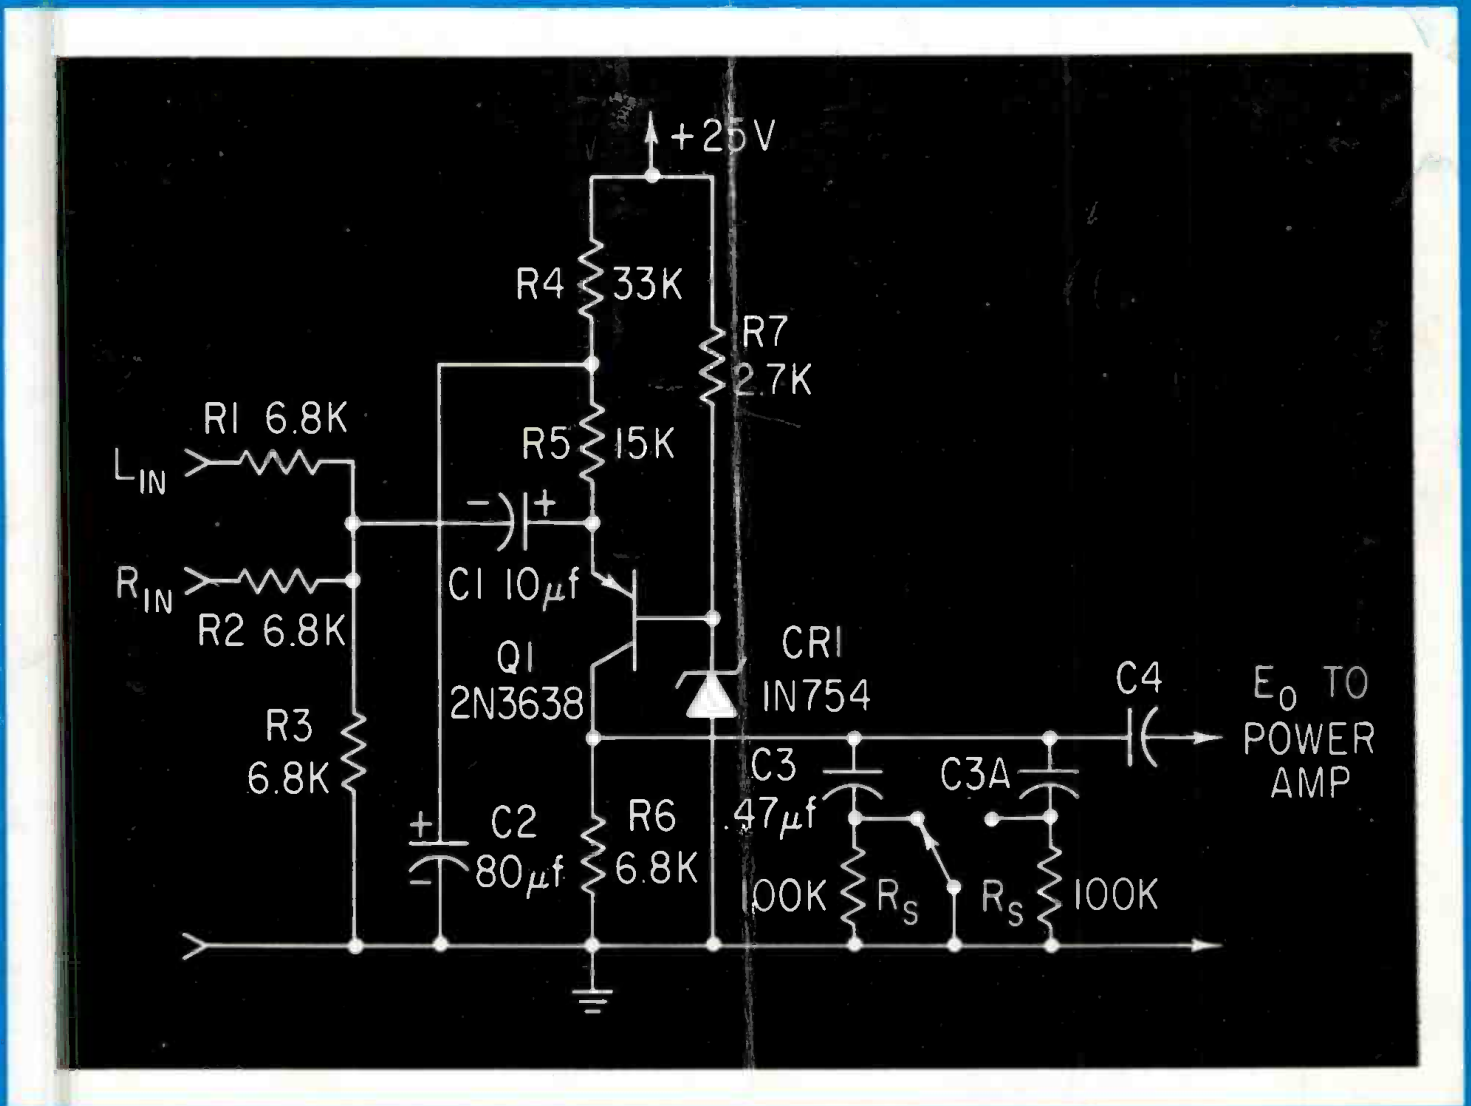 +25V
R4 33K
R7
2.7K
R1 6.8K
R5 15K
LIN
- +
RIN
C1 10µf
R2 6.8K
Q1
2N3638
CR1
1N754
C4
E0 TO
POWER
AMP
R3
6.8K
C3
.47µf
C3A
+
C2
80µf
-
R6
6.8K
100K RS
RS 100K